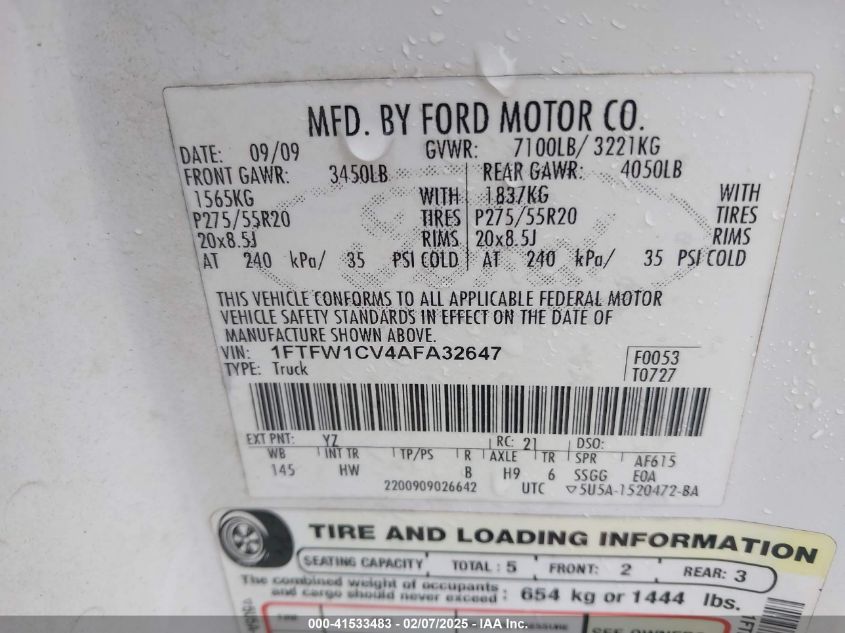 MFD. BY FORD MOTOR CO.
DATE: 09/09 GVWR: 7100LB/ 3221KG
FRONT GAWR: 3450LB REAR GAWR: 4050LB
1565KG WITH 1837KG WITH
P275/55R20 TIRES P275/55R20 TIRES
20x8.5J RIMS 20x8.5J RIMS
AT 240 kPa/ 35 PSI COLD AT 240 kPa/ 35 PSI COLD
THIS VEHICLE CONFORMS TO ALL APPLICABLE FEDERAL MOTOR
VEHICLE SAFETY STANDARDS IN EFFECT ON THE DATE OF
MANUFACTURE SHOWN ABOVE.
VIN: 1FTFW1CV4AFA32647 F0053
TYPE: Truck T0727
EXT PNT: YZ RC: 21 DSO:
WB INT TR TP/PS R AXLE TR SPR AF615
145 HW B H9 6 SSGG E0A
2200909026642 UTC ▽5U5A-1520472-BA
TIRE AND LOADING INFORMATION
SEATING CAPACITY TOTAL: 5 FRONT: 2 REAR: 3
The combined weight of occupants
and cargo should never exceed: 654 kg or 1444 lbs.
SEE OWNERS
000-41533483 - 02/07/2025 - IAA Inc.